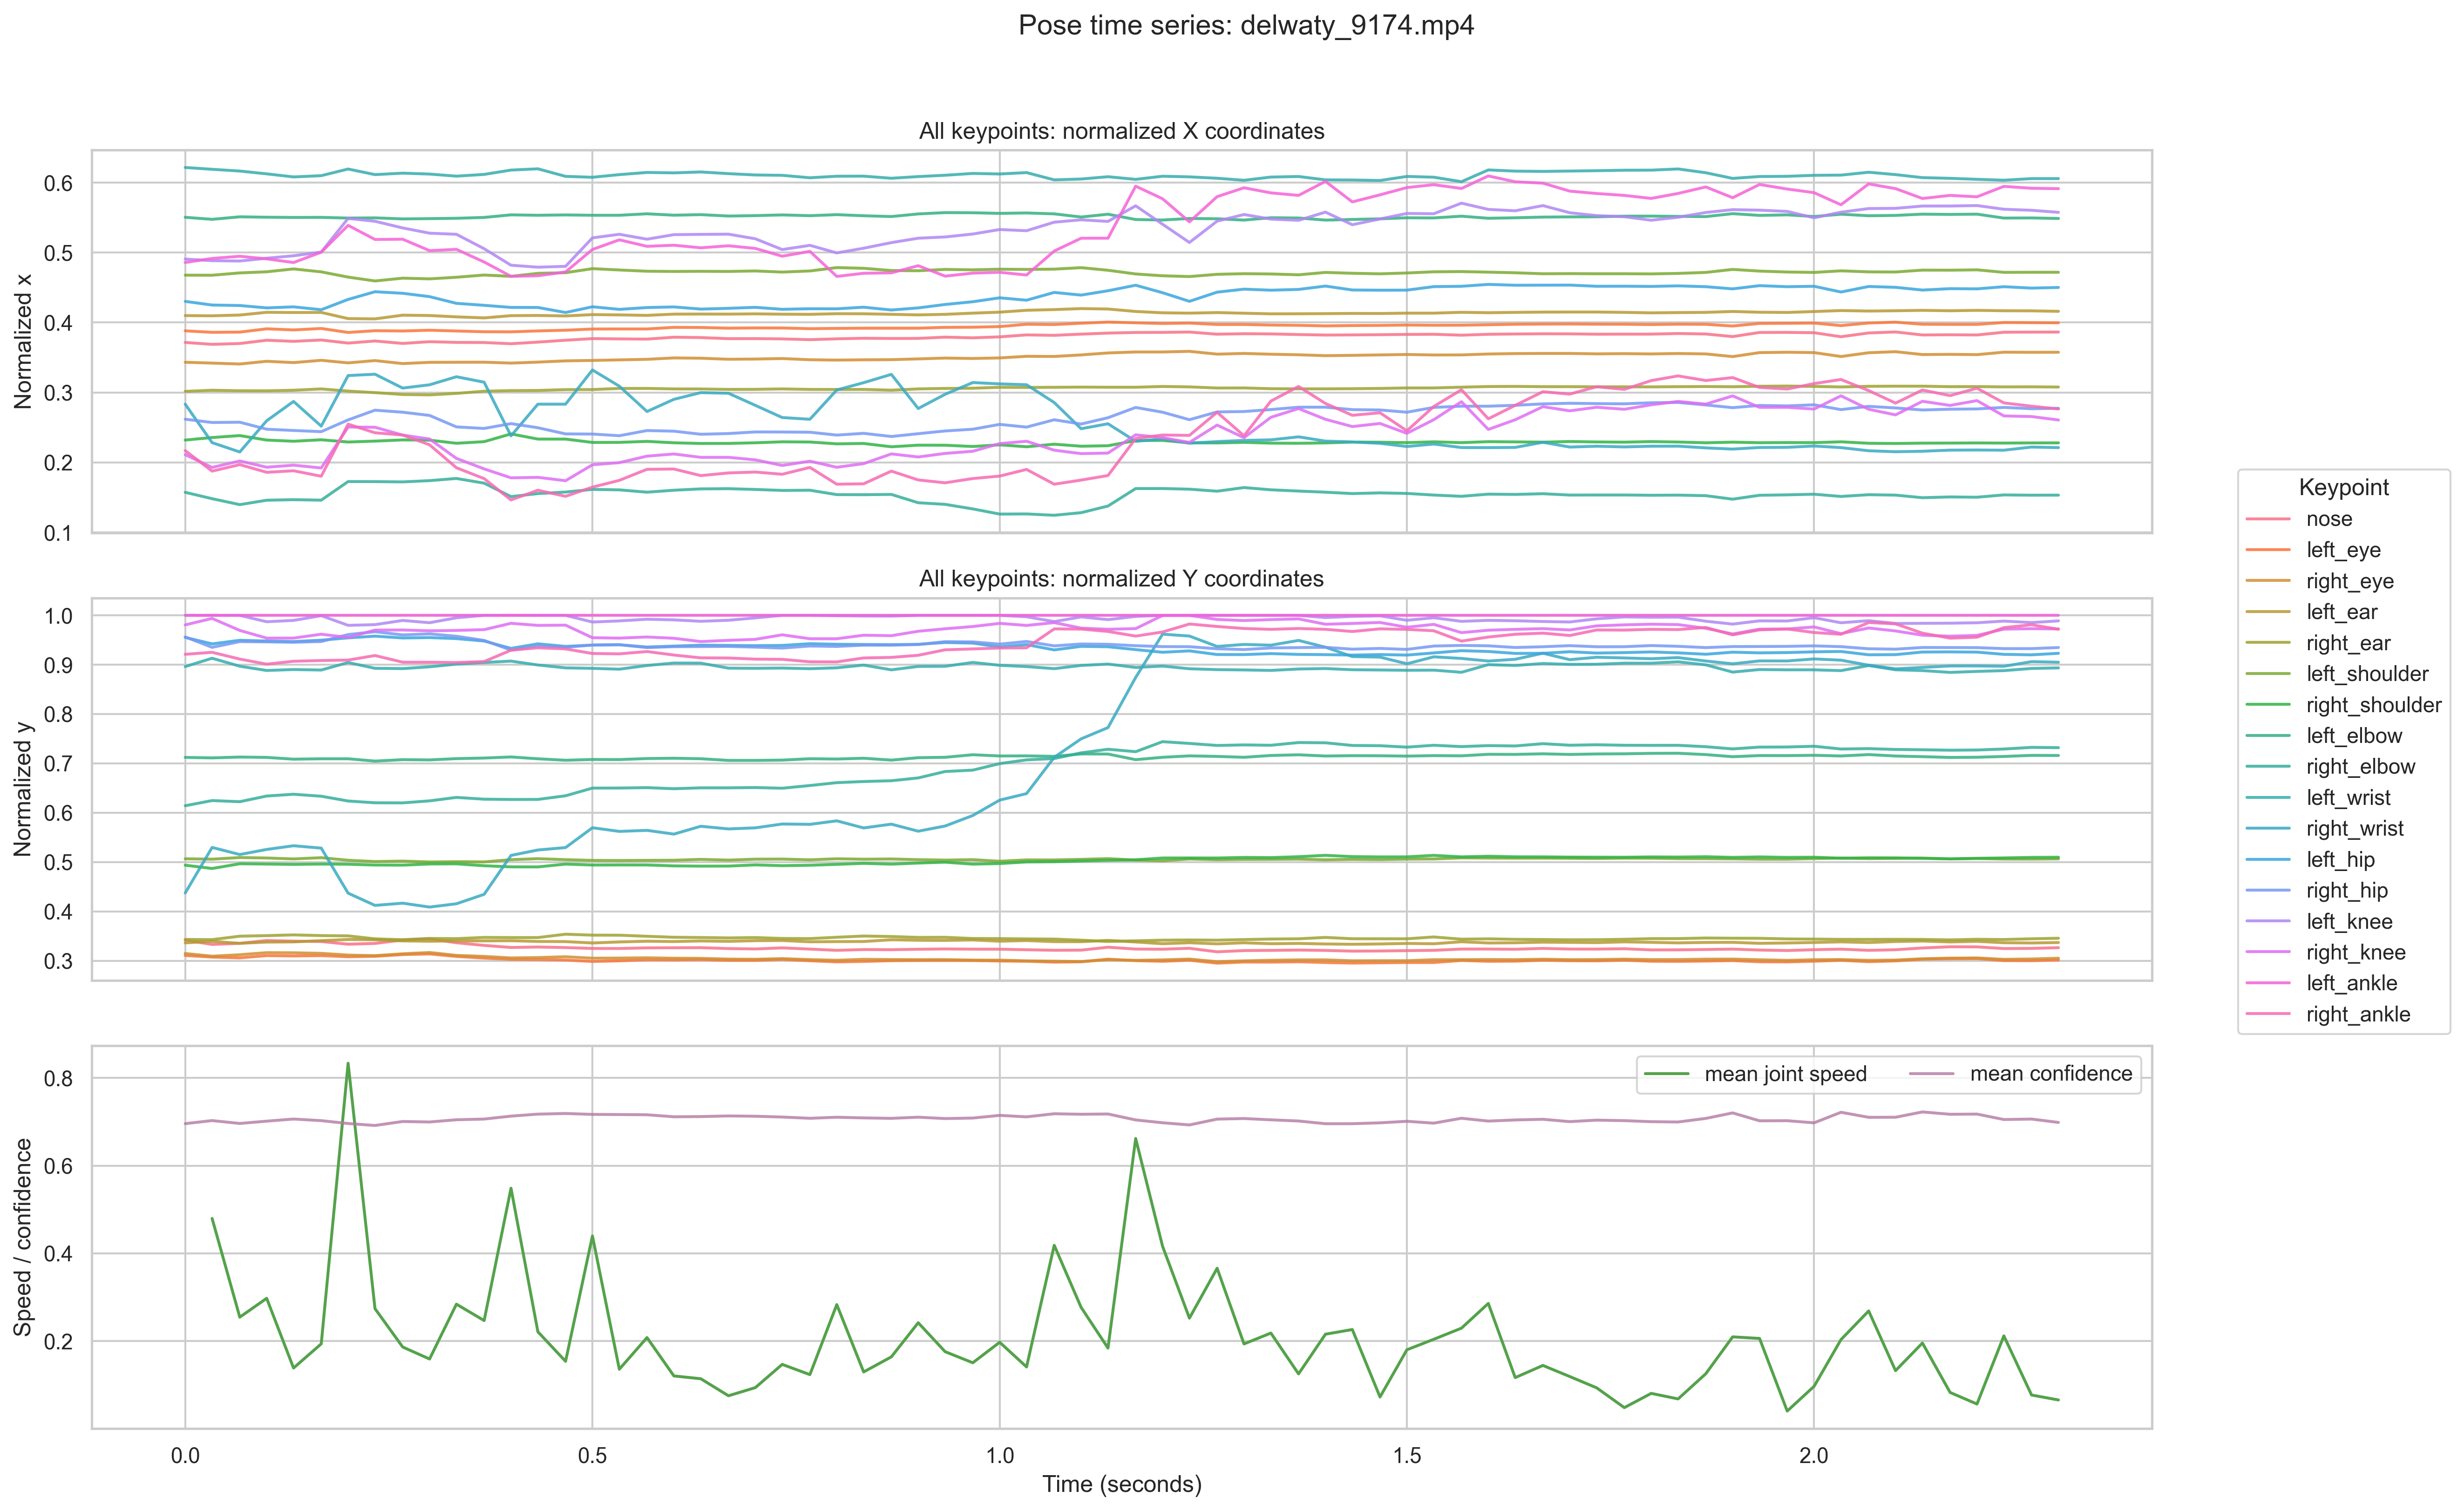 Pose time series: delwaty_9174.mp4
All keypoints: normalized X coordinates
Normalized x
0.6
0.5
0.4
0.3
0.2
0.1
All keypoints: normalized Y coordinates
Normalized y
1.0
0.9
0.8
0.7
0.6
0.5
0.4
0.3
Keypoint
nose
left_eye
right_eye
left_ear
right_ear
left_shoulder
right_shoulder
left_elbow
right_elbow
left_wrist
right_wrist
left_hip
right_hip
left_knee
right_knee
left_ankle
right_ankle
mean joint speed mean confidence
Speed / confidence
0.8
0.6
0.4
0.2
0.0 0.5 1.0 1.5 2.0
Time (seconds)